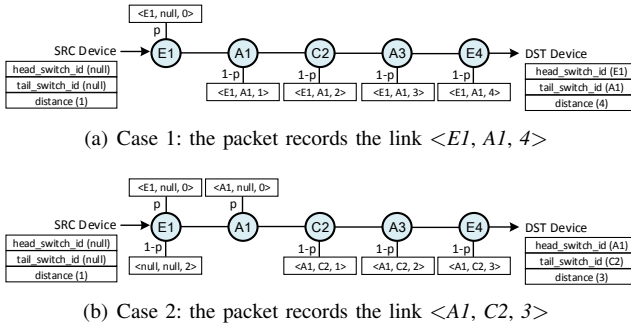 <E1, null, 0>
p
SRC Device
E1
A1
C2
A3
E4
DST Device
head_switch_id (null)
tail_switch_id (null)
distance (1)
1-p
1-p
1-p
1-p
<E1, A1, 1>
<E1, A1, 2>
<E1, A1, 3>
<E1, A1, 4>
head_switch_id (E1)
tail_switch_id (A1)
distance (4)
(a) Case 1: the packet records the link <E1, A1, 4>
<E1, null, 0>
<A1, null, 0>
p
p
SRC Device
E1
A1
C2
A3
E4
DST Device
head_switch_id (null)
tail_switch_id (null)
distance (1)
1-p
1-p
1-p
1-p
<null, null, 2>
<A1, C2, 1>
<A1, C2, 2>
<A1, C2, 3>
head_switch_id (A1)
tail_switch_id (C2)
distance (3)
(b) Case 2: the packet records the link <A1, C2, 3>